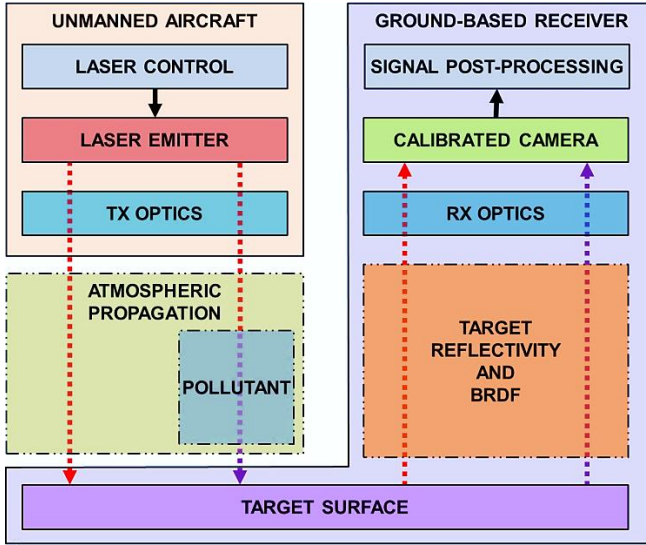 UNMANNED AIRCRAFT
LASER CONTROL
LASER EMITTER
TX OPTICS
ATMOSPHERIC
PROPAGATION
POLLUTANT
GROUND-BASED RECEIVER
SIGNAL POST-PROCESSING
CALIBRATED CAMERA
RX OPTICS
TARGET
REFLECTIVITY
AND
BRDF
TARGET SURFACE